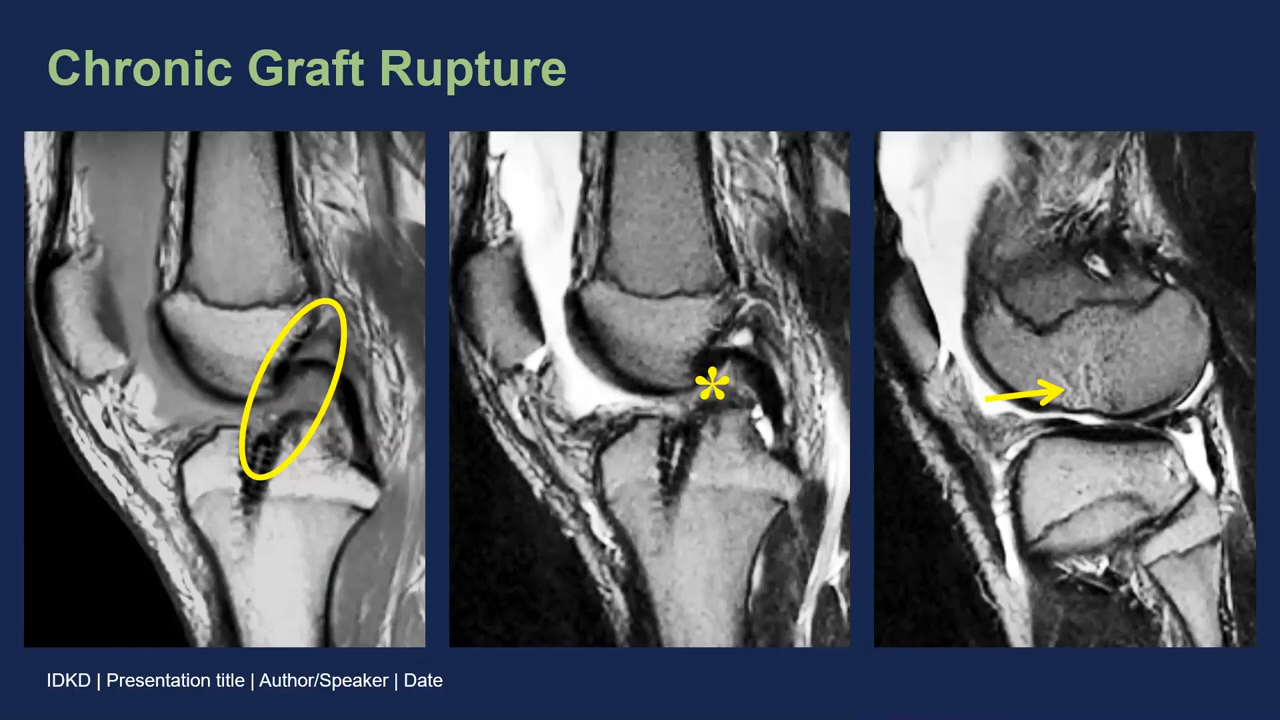 Chronic Graft Rupture
*
IDKD | Presentation title | Author/Speaker | Date